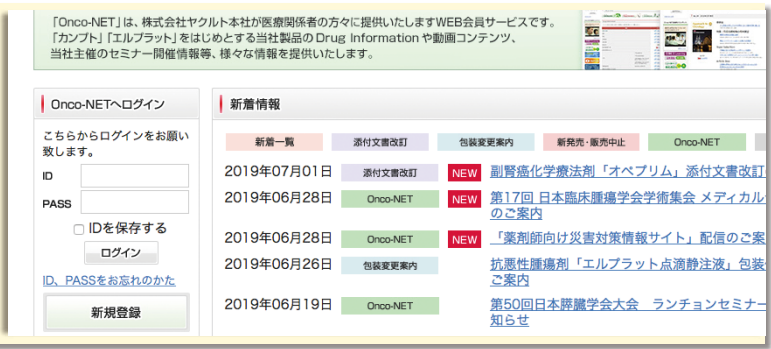 「Onco-NET」は、株式会社ヤクルト本社が医療関係者の方々に提供いたしますWEB会員サービスです。
「カンプト」「エルプラット」をはじめとする当社製品のDrug Informationや動画コンテンツ、
当社主催のセミナー開催情報等、様々な情報を提供いたします。
Onco-NETへログイン
こちらからログインをお願い
致します。
ID
PASS
IDを保存する
ログイン
ID、PASSをお忘れのかた
新規登録
新着情報
新着一覧 添付文書改訂 包装変更案内 新発売・販売中止 Onco-NET
2019年07月01日 添付文書改訂 NEW 副腎癌化学療法剤「オペプリム」添付文書改訂
2019年06月28日 Onco-NET NEW 第17回 日本臨床腫瘍学会学術集会 メディカル
のご案内
2019年06月28日 Onco-NET NEW 「薬剤師向け災害対策情報サイト」配信のご案
2019年06月26日 包装変更案内 抗悪性腫瘍剤「エルプラット点滴静注液」包装
ご案内
2019年06月19日 Onco-NET 第50回日本膵臓学会大会 ランチョンセミナー
知らせ